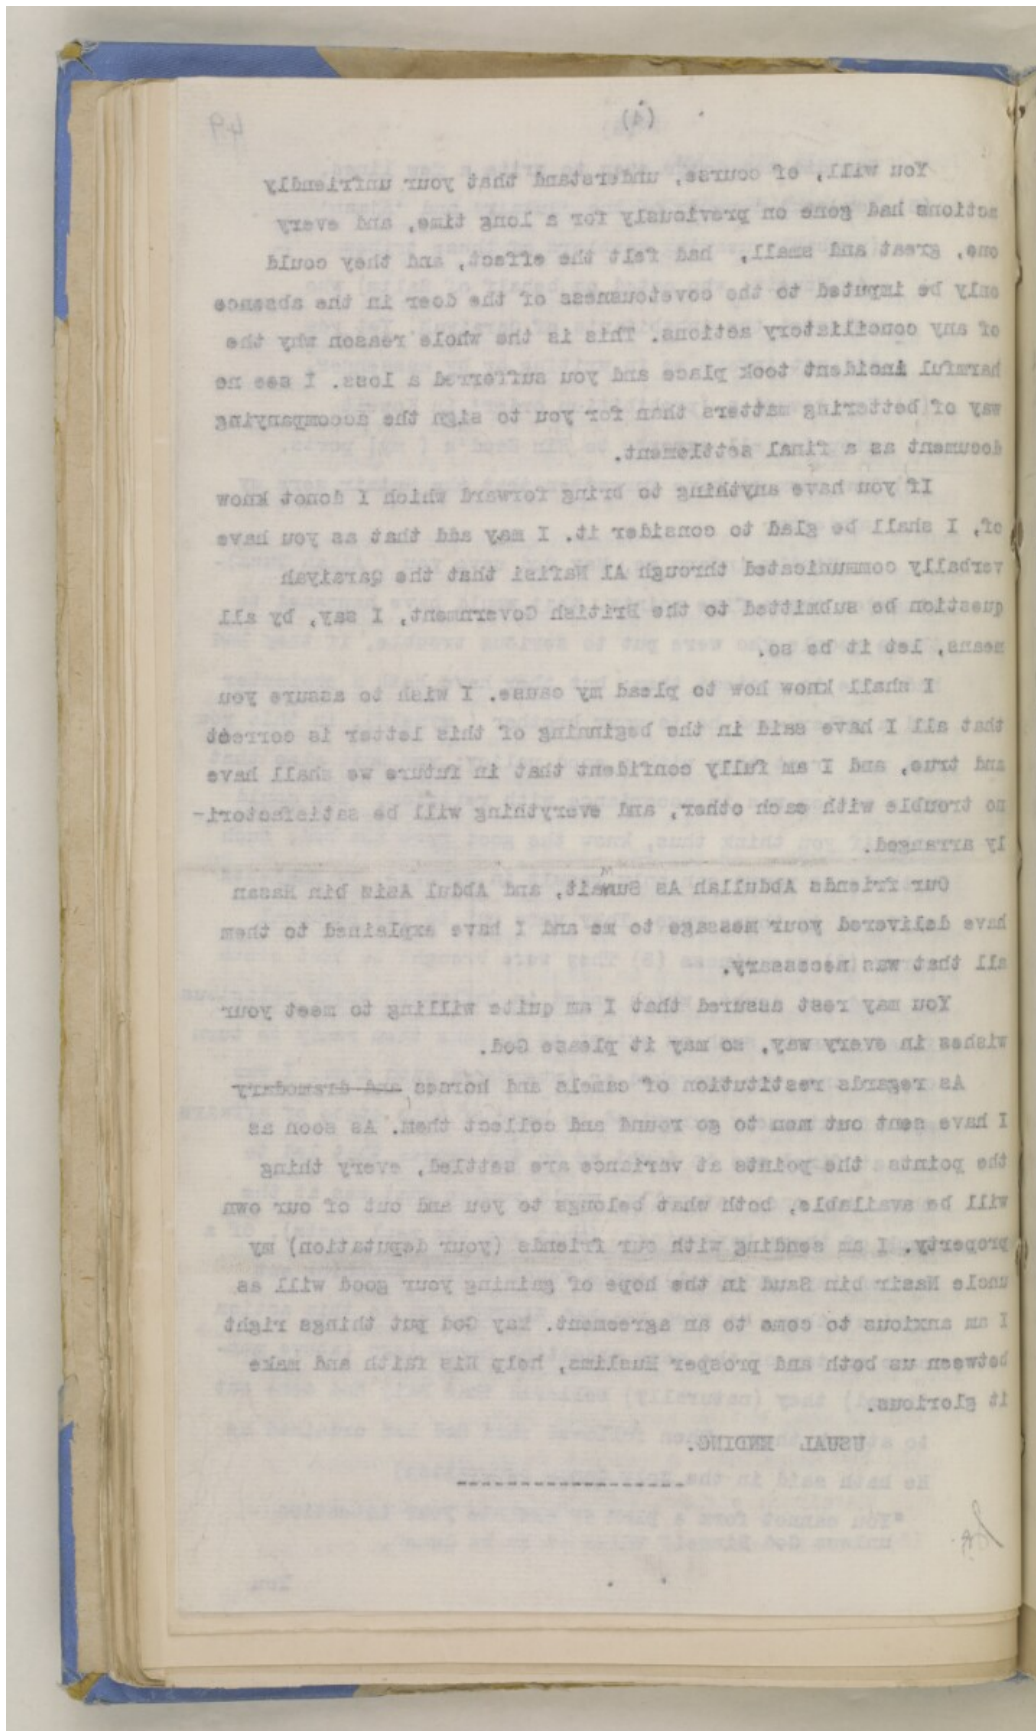 (4)
49
You will, of course, understand that your unfriendly
actions had gone on previously for a long time, and every
one, great and small, had felt the effect, and they could
only be imputed to the covetousness of the doer in the absence
of any conciliatory actions. This is the whole reason why the
harmful incident took place and you sufferred a loss. I see no
way of bettering matters than for you to sign the accompanying
document as a final settlement.
If you have anything to bring forward which I donot know
of, I shall be glad to consider it. I may add that as you have
verbally communicated through Al Nafisi that the Qaraiyah
question be submitted to the British Government, I say, by all
means, let it be so.
I shall know how to plead my cause. I wish to assure you
that all I have said in the beginning of this letter is correct
and true, and I am fully confident that in future we shall have
no trouble with each other, and everything will be satisfactori-
ly arranged.
Our friends Abdullah As Sumait, and Abdul Asis bin Hasan
have delivered your message to me and I have explained to them
all that was necessary.
You may rest assured that I am quite willing to meet your
wishes in every way, so may it please God.
As regards restitution of camels and horses, and dromodary
I have sent out men to go round and collect them. As soon as
the points the points at variance are settled, every thing
will be available, both what belongs to you and out of our own
property. I am sending with our friends (your deputation) my
uncle Nasir bin Saud in the hope of gaining your good will as
I am anxious to come to an agreement. May God put things right
between us both and prosper Muslims, help His faith and make
it glorious.
USUAL ENDING.
-------------------